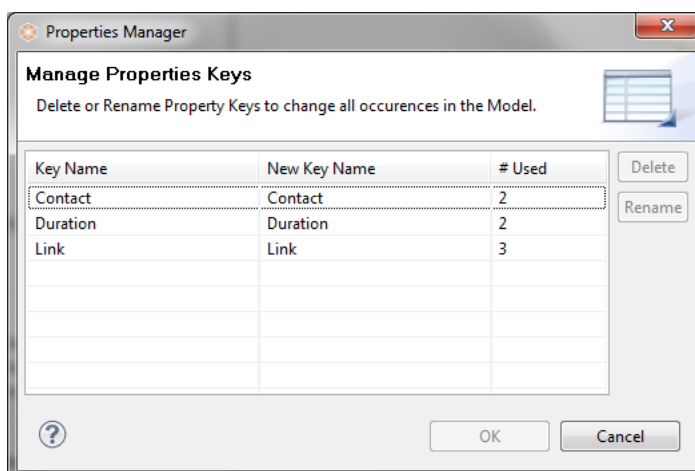 Properties Manager
Manage Properties Keys
Delete or Rename Property Keys to change all occurences in the Model.
Key Name New Key Name # Used
Contact Contact 2
Duration Duration 2
Link Link 3
Delete
Rename
? OK Cancel